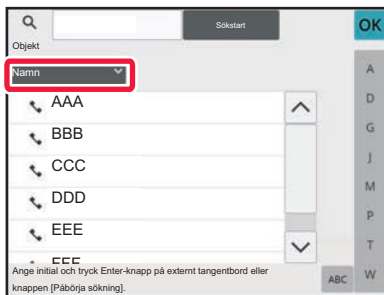 Sökstart
OK
Objekt
Namn
AAA
BBB
CCC
DDD
EEE
FFF
A
D
G
J
M
P
T
W
Ange initial och tryck Enter-knapp på externt tangentbord eller
knappen [Påbörja sökning].
ABC